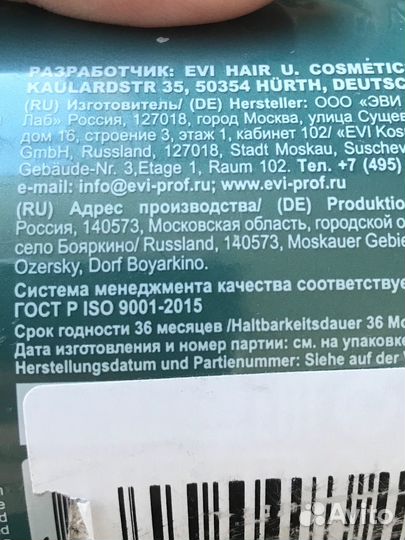 РАЗРАБОТЧИК: EVI HAIR U. COSMETIC
KAULARDSTR 35, 50354 HÜRTH, DEUTSC
(RU) Изготовитель/ (DE) Hersteller: ООО «ЭВИ
Лаб» Россия, 127018, город Москва, улица Сущев
дом 16, строение 3, этаж 1, кабинет 102/ «EVI Kos
GmbH, Russland, 127018, Stadt Moskau, Suschev
Gebäude-Nr. 3,Etage 1, Raum 102. Тел. +7 (495)
e-mail: info@evi-prof.ru; www.evi-prof.ru
(RU) Адрес производства/ (DE) Produktio
Россия, 140573, Московская область, городской о
село Бояркино/ Russland, 140573, Moskauer Gebie
Ozersky, Dorf Boyarkino.
Система менеджмента качества соответствуе
ГОСТ Р ISO 9001-2015
Срок годности 36 месяцев /Haltbarkeitsdauer 36 Mo
Дата изготовления и номер партии: см. на упаковке
Herstellungsdatum und Partienummer: Siehe auf der V
Avito